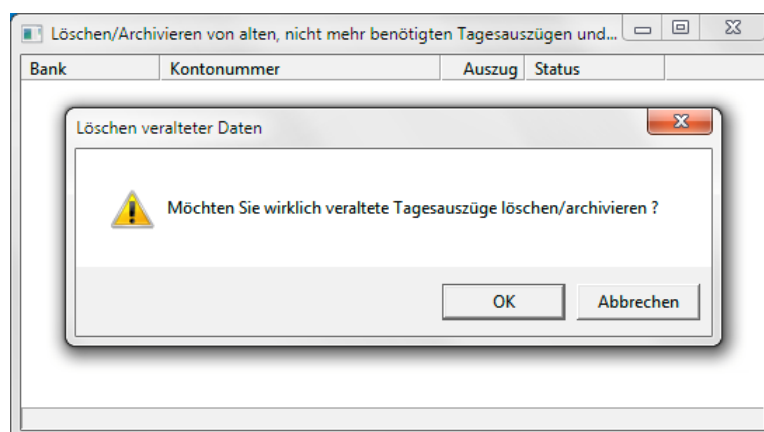 Löschen/Archivieren von alten, nicht mehr benötigten Tagesauszügen und...
Bank Kontonummer Auszug Status
Löschen veralteter Daten
Möchten Sie wirklich veraltete Tagesauszüge löschen/archivieren ?
OK Abbrechen